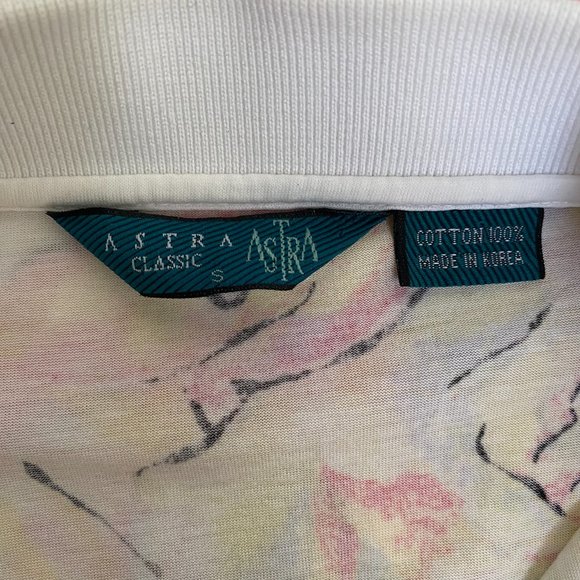 ASTRA
CLASSIC
S
ASTRA
COTTON 100%
MADE IN KOREA